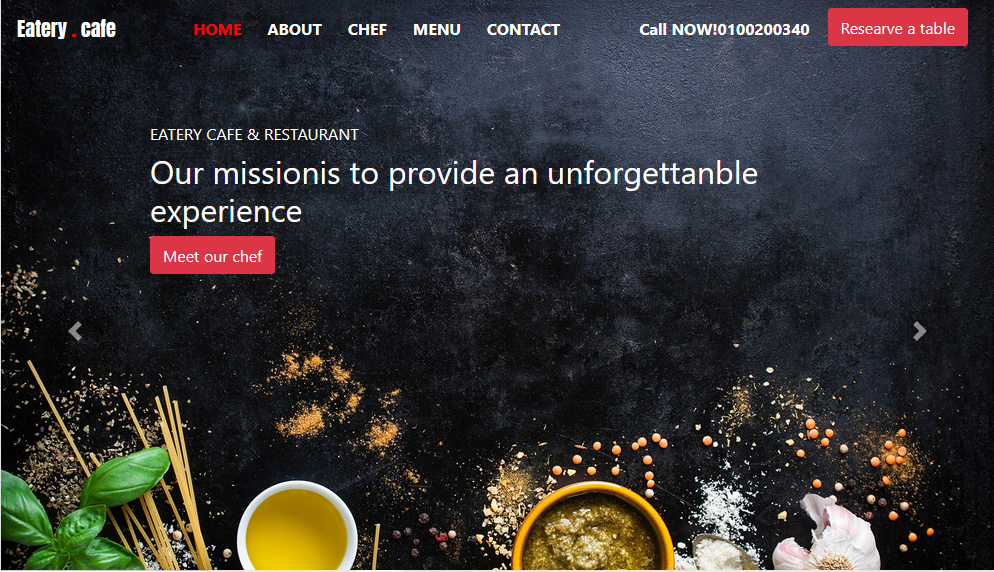 Eatery . cafe
HOME ABOUT CHEF MENU CONTACT
Call NOW!0100200340
Researve a table
EATERY CAFE & RESTAURANT
Our missionis to provide an unforgettanble
experience
Meet our chef